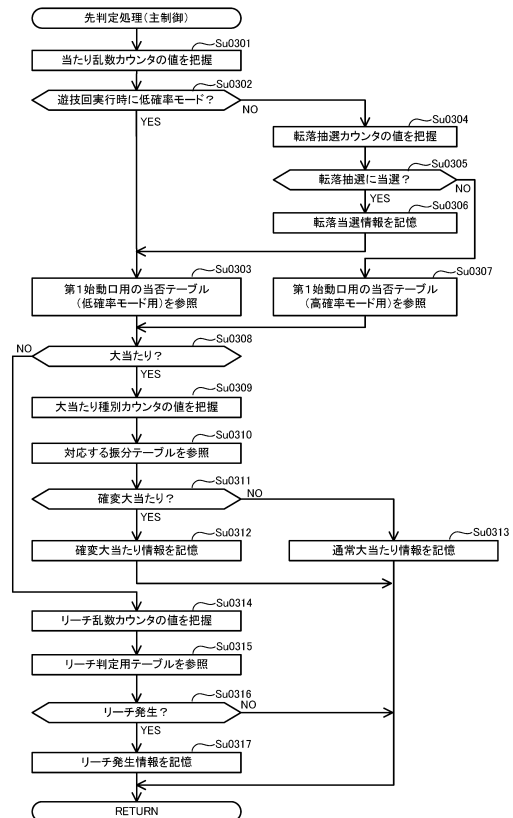 先判定処理(主制御)
Su0301
当たり乱数カウンタの値を把握
Su0302
遊技回実行時に低確率モード?
NO
YES
Su0304
転落抽選カウンタの値を把握
Su0305
転落抽選に当選?
NO
YES
Su0306
転落当選情報を記憶
Su0303
第1始動口用の当否テーブル
(低確率モード用)を参照
Su0307
第1始動口用の当否テーブル
(高確率モード用)を参照
Su0308
NO
大当たり?
YES
Su0309
大当たり種別カウンタの値を把握
Su0310
対応する振分テーブルを参照
Su0311
確変大当たり?
NO
YES
Su0312
確変大当たり情報を記憶
Su0313
通常大当たり情報を記憶
Su0314
リーチ乱数カウンタの値を把握
Su0315
リーチ判定用テーブルを参照
Su0316
リーチ発生?
NO
YES
Su0317
リーチ発生情報を記憶
RETURN